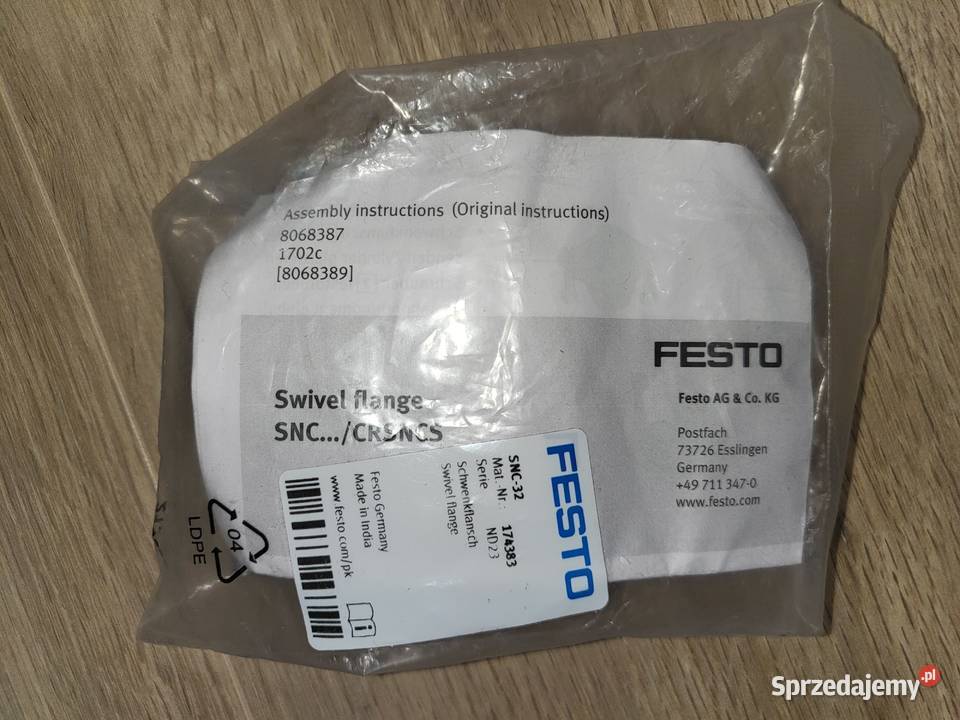 Assembly instructions (Original instructions)
8068387
1702c
[8068389]
FESTO
Festo AG & Co. KG
Postfach
73726 Esslingen
Germany
+49 711 347-0
www.festo.com
Swivel flange
SNC.../CRSNCS
FESTO
SNC-32
Mat.-Nr.: 174383
Serie ND23
Schwenkflansch
Swivel flange
Festo Germany
Made in India
www.festo.com/pk
04
LDPE
Sprzedajemy.pl